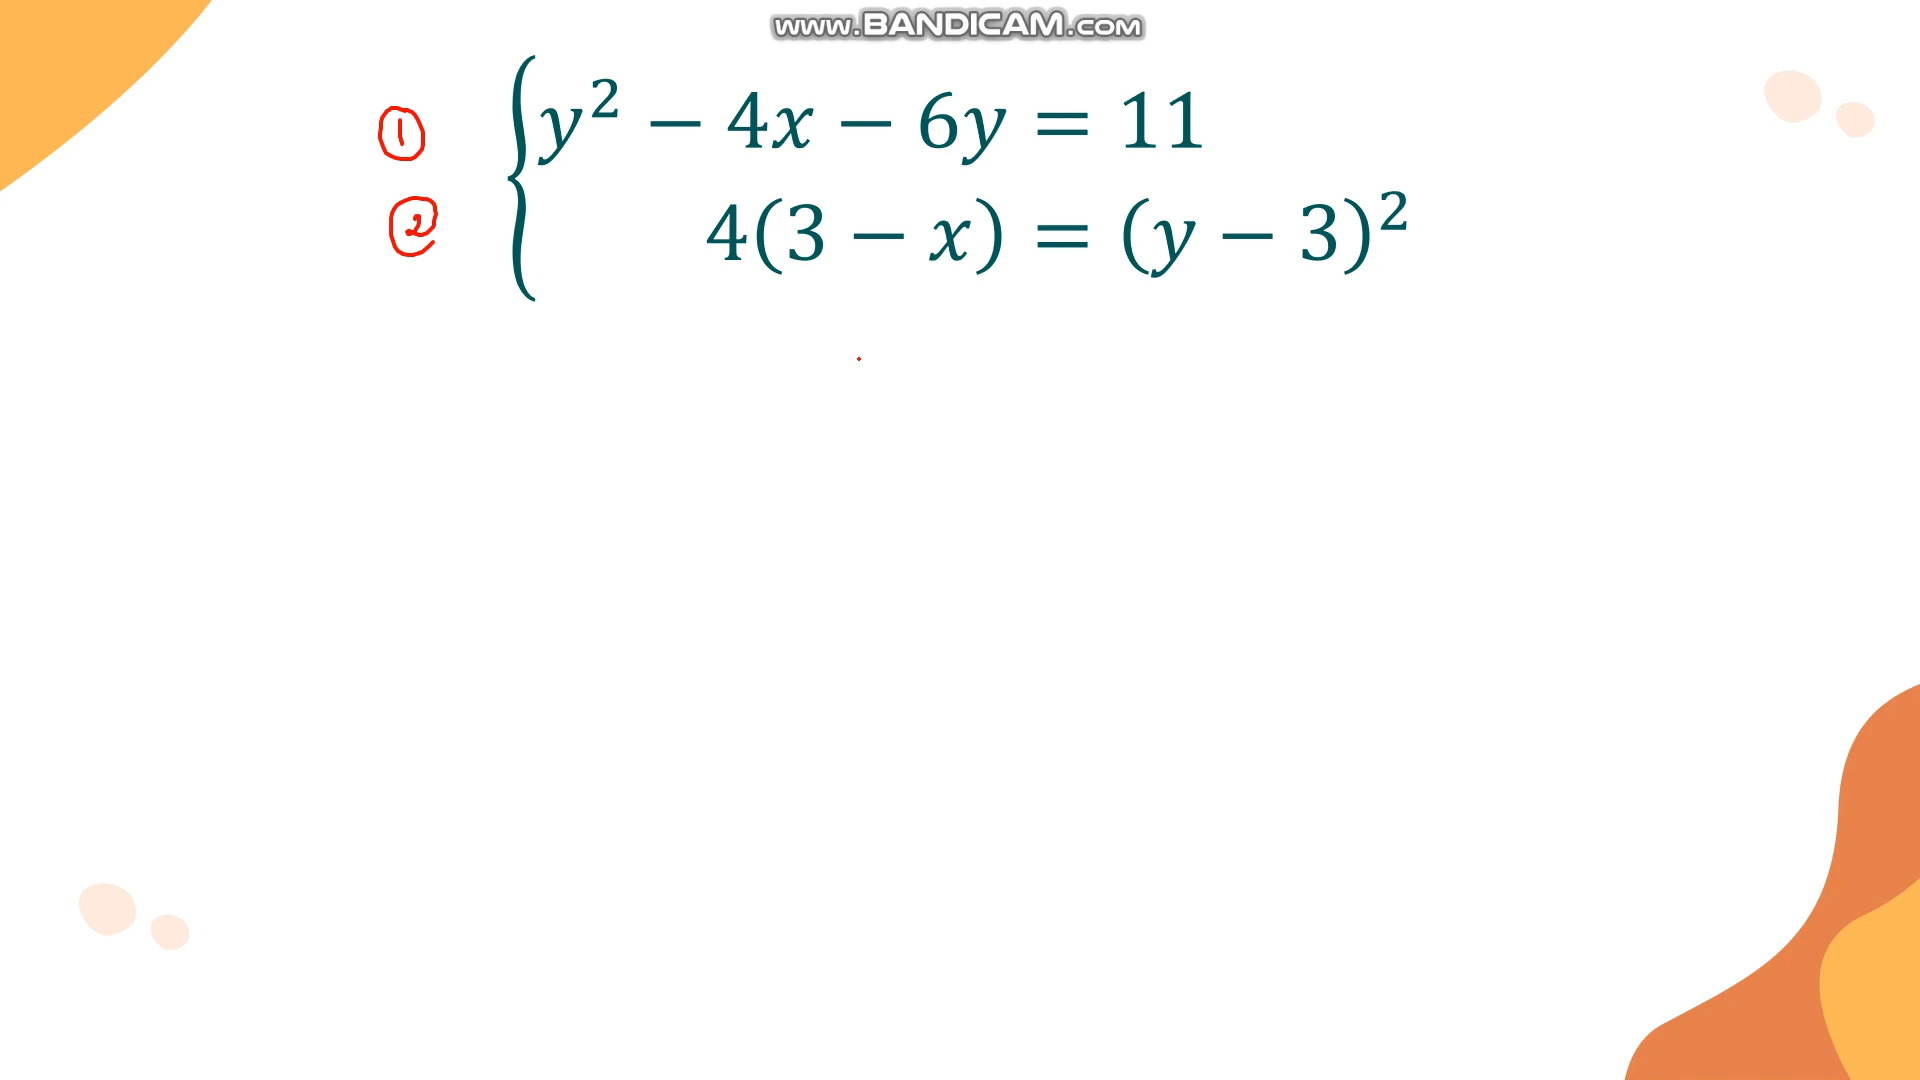 www.BANDICAM.com
① y² − 4x − 6y = 11
② 4(3 − x) = (y − 3)²